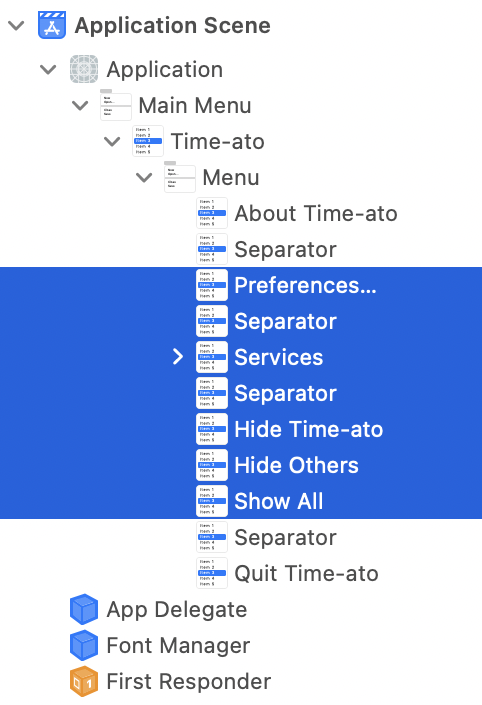 Application Scene
Application
Main Menu
Time-ato
Menu
About Time-ato
Separator
Preferences...
Separator
Services
Separator
Hide Time-ato
Hide Others
Show All
Separator
Quit Time-ato
App Delegate
Font Manager
First Responder